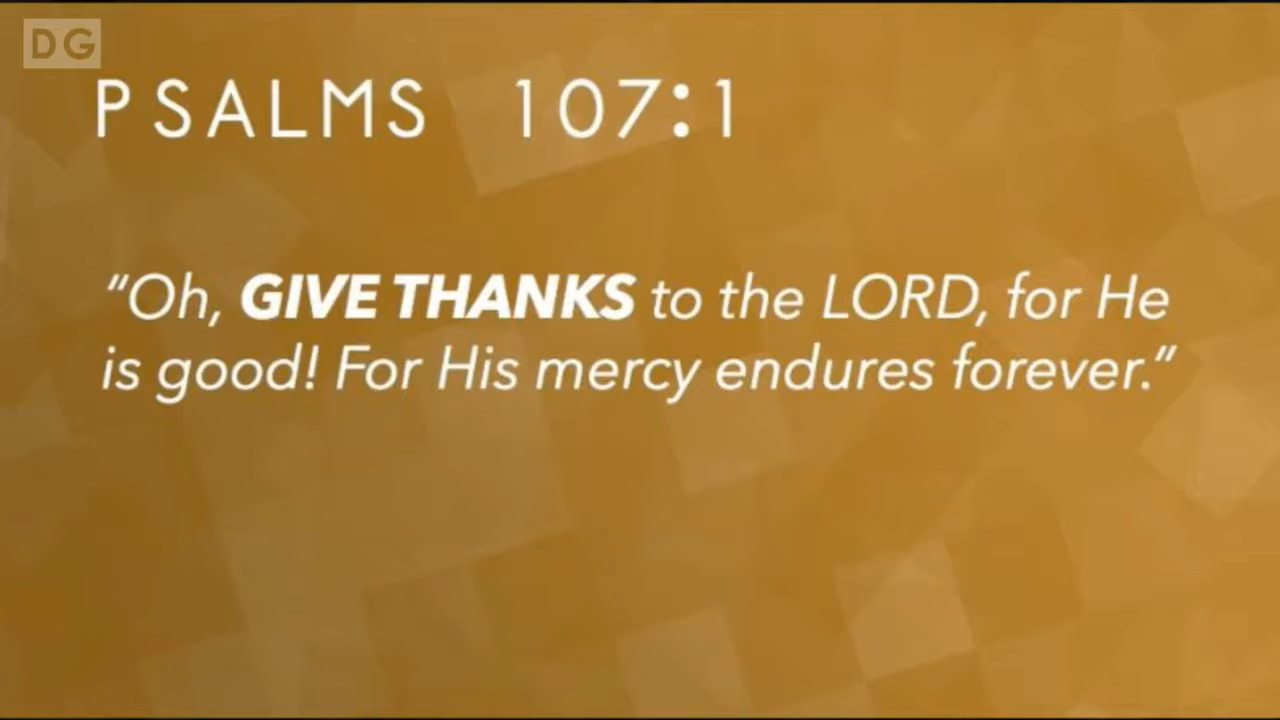 DG
PSALMS 107:1
“Oh, GIVE THANKS to the LORD, for He
is good! For His mercy endures forever.”